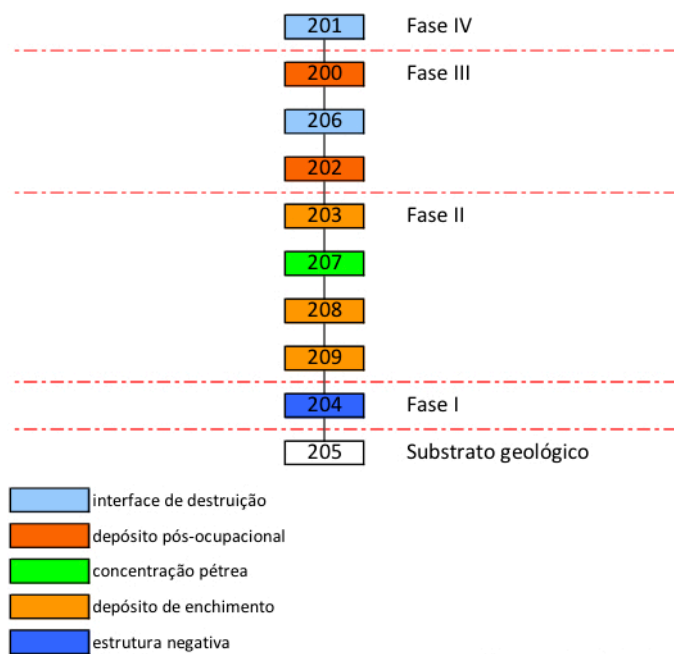 201 Fase IV
200 Fase III
206
202
203 Fase II
207
208
209
204 Fase I
205 Substrato geológico
interface de destruição
depósito pós-ocupacional
concentração pétrea
depósito de enchimento
estrutura negativa